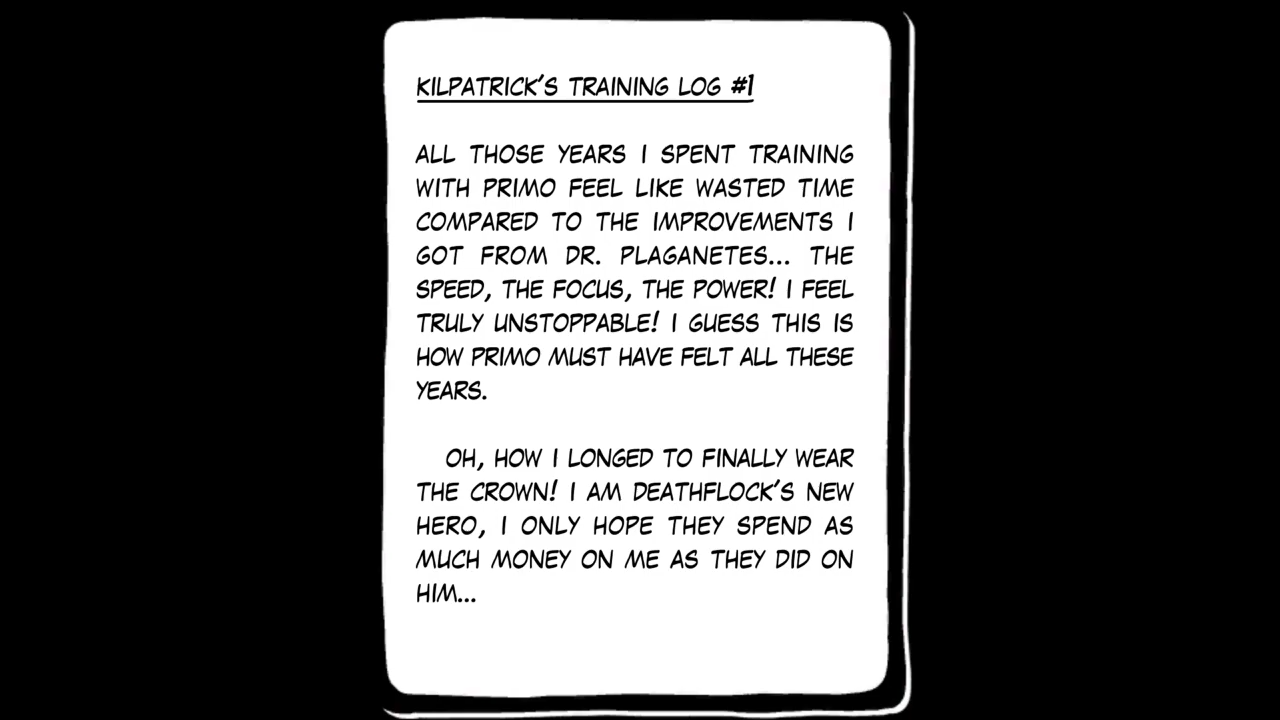 KILPATRICK'S TRAINING LOG #1
ALL THOSE YEARS I SPENT TRAINING
WITH PRIMO FEEL LIKE WASTED TIME
COMPARED TO THE IMPROVEMENTS I
GOT FROM DR. PLAGANETES... THE
SPEED, THE FOCUS, THE POWER! I FEEL
TRULY UNSTOPPABLE! I GUESS THIS IS
HOW PRIMO MUST HAVE FELT ALL THESE
YEARS.
OH, HOW I LONGED TO FINALLY WEAR
THE CROWN! I AM DEATHFLOCK'S NEW
HERO, I ONLY HOPE THEY SPEND AS
MUCH MONEY ON ME AS THEY DID ON
HIM...